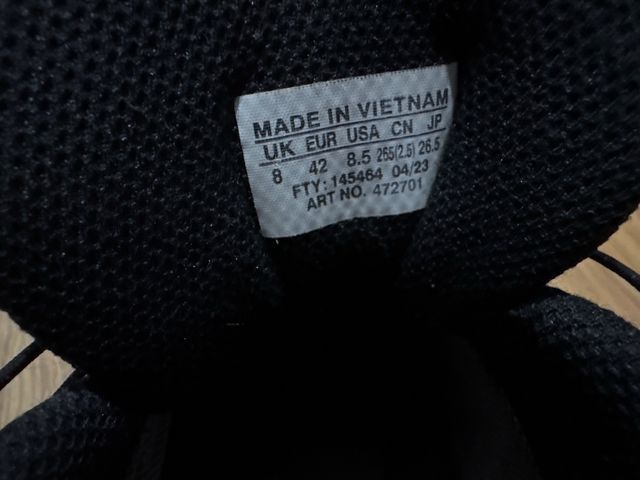 MADE IN VIETNAM
UK EUR USA CN JP
8 42 8.5 265(2.5) 26.5
FTY: 145464 04/23
ART NO. 472701